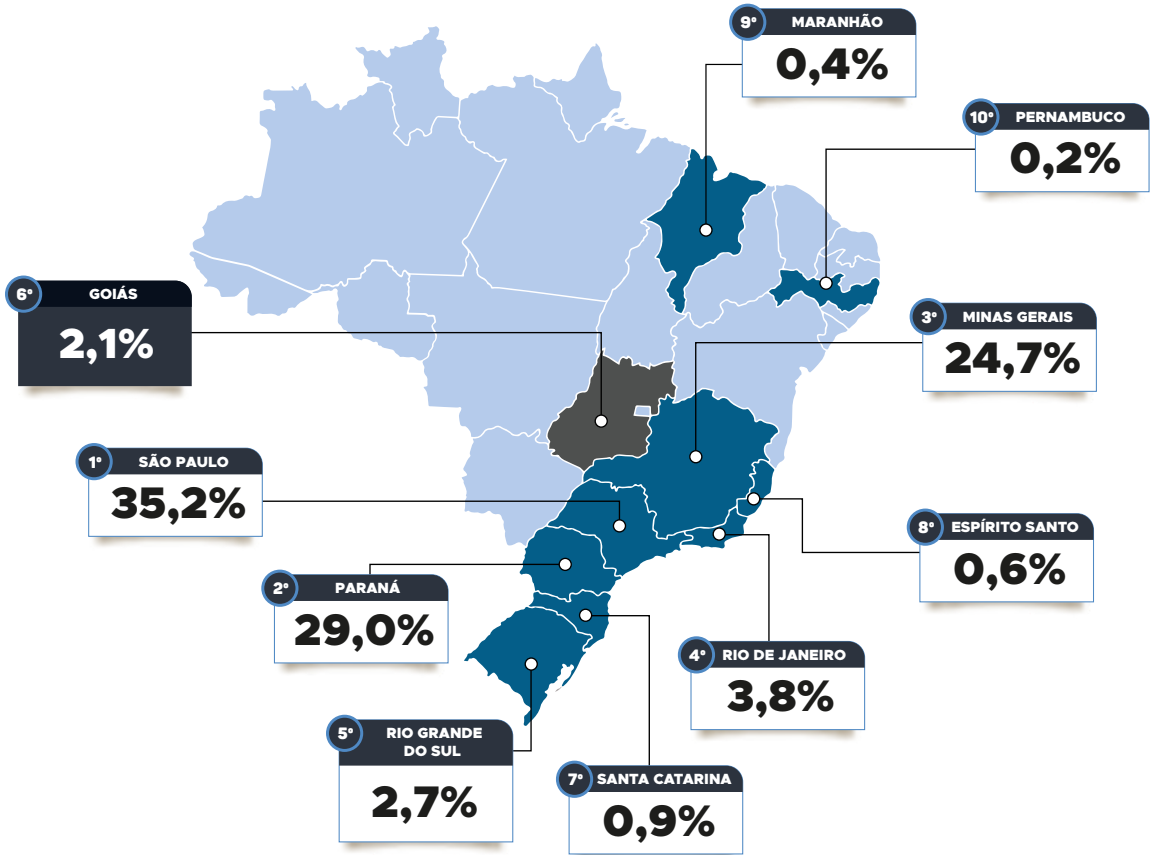 9º MARANHÃO
0,4%
10º PERNAMBUCO
0,2%
6º GOIÁS
2,1%
3º MINAS GERAIS
24,7%
1º SÃO PAULO
35,2%
8º ESPÍRITO SANTO
0,6%
2º PARANÁ
29,0%
4º RIO DE JANEIRO
3,8%
5º RIO GRANDE
DO SUL
2,7%
7º SANTA CATARINA
0,9%